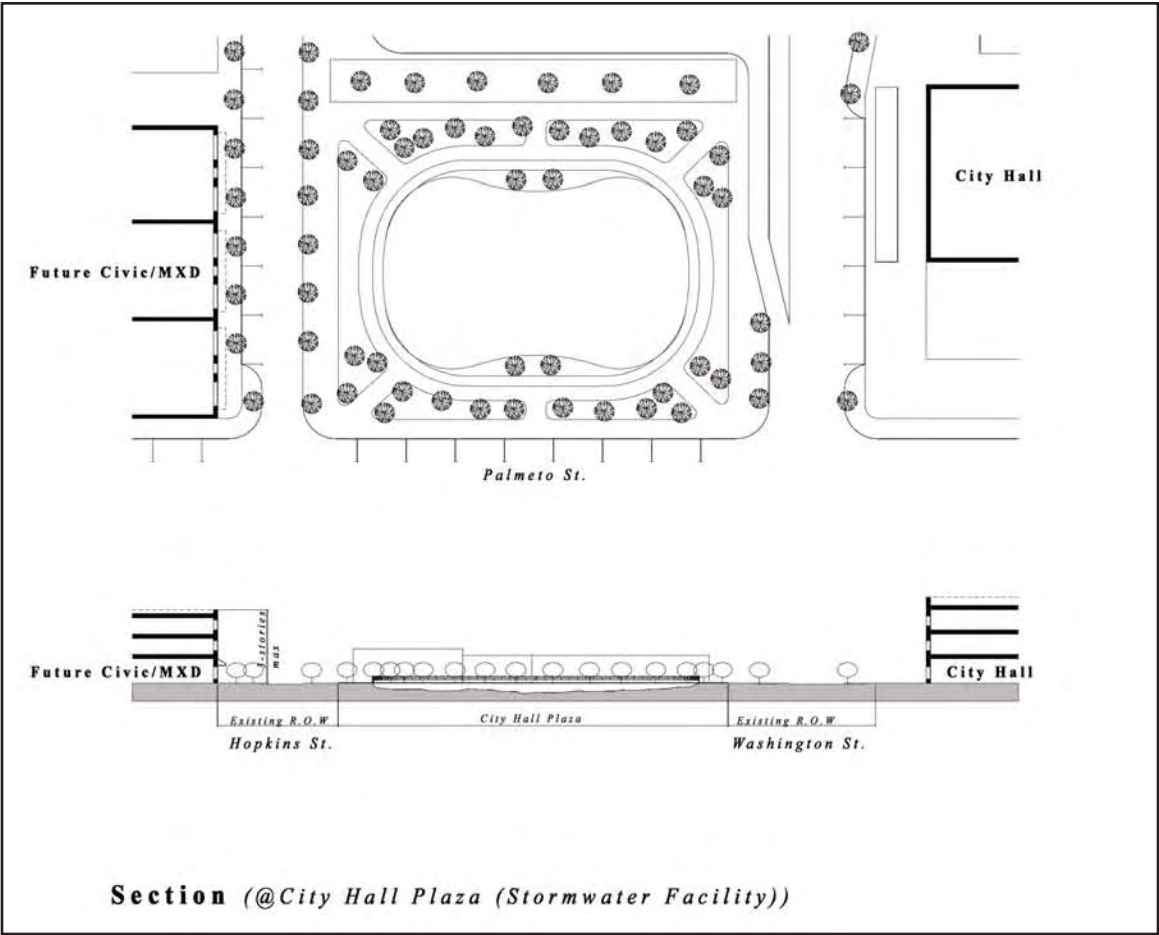 City Hall
Future Civic/MXD
Palmeto St.
3-stories
max
Future Civic/MXD
City Hall
Existing R.O.W
City Hall Plaza
Existing R.O.W
Hopkins St.
Washington St.
Section (@City Hall Plaza (Stormwater Facility))